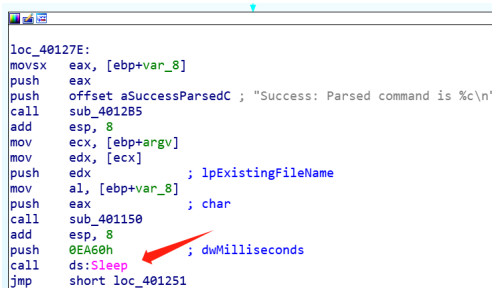 loc_40127E:
movsx eax, [ebp+var_8]
push eax
push offset aSuccessParsedC ; "Success: Parsed command is %c\n"
call sub_4012B5
add esp, 8
mov ecx, [ebp+argv]
mov edx, [ecx]
push edx ; lpExistingFileName
mov al, [ebp+var_8]
push eax ; char
call sub_401150
add esp, 8
push 0EA60h ; dwMilliseconds
call ds:Sleep
jmp short loc_401251